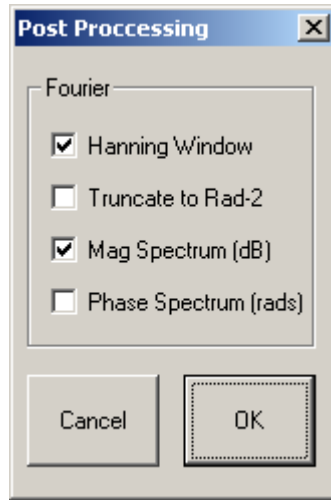 Post Proccessing
Fourier
Hanning Window
Truncate to Rad-2
Mag Spectrum (dB)
Phase Spectrum (rads)
Cancel
OK